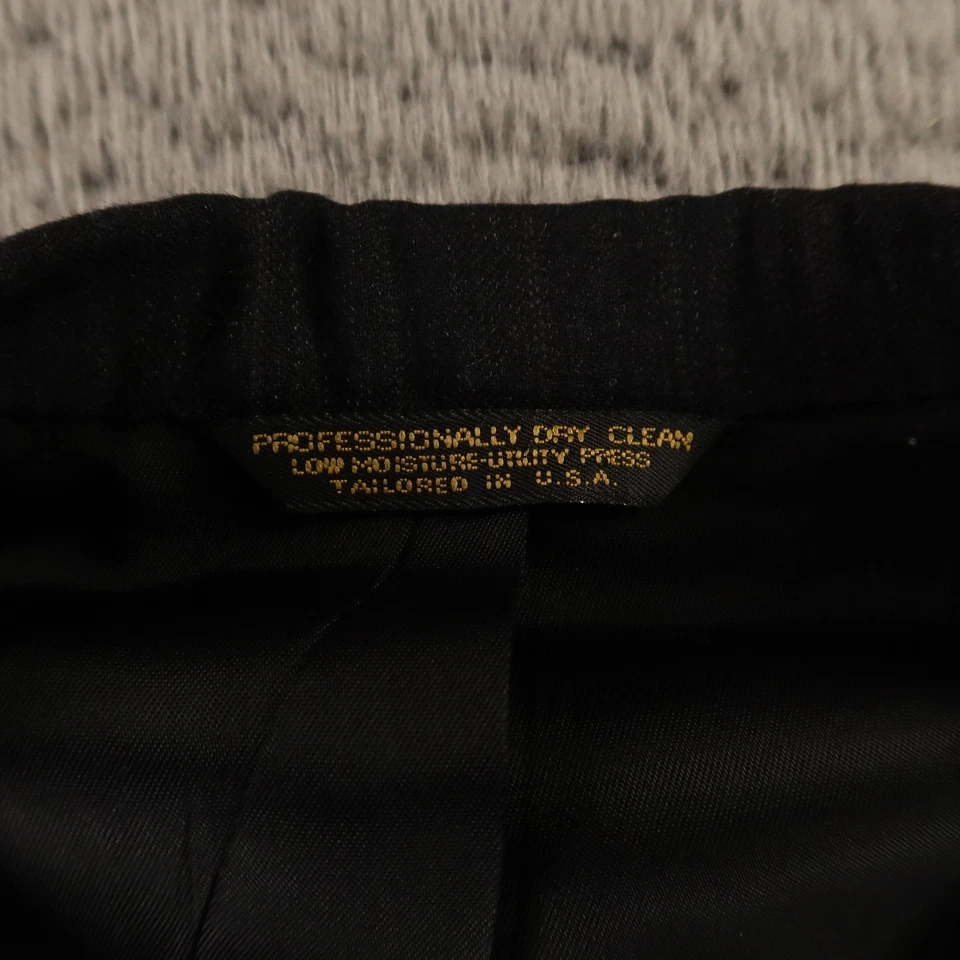 PROFESSIONALLY DRY CLEAN
LOW MOISTURE-UTILITY PRESS
TAILORED IN U.S.A.